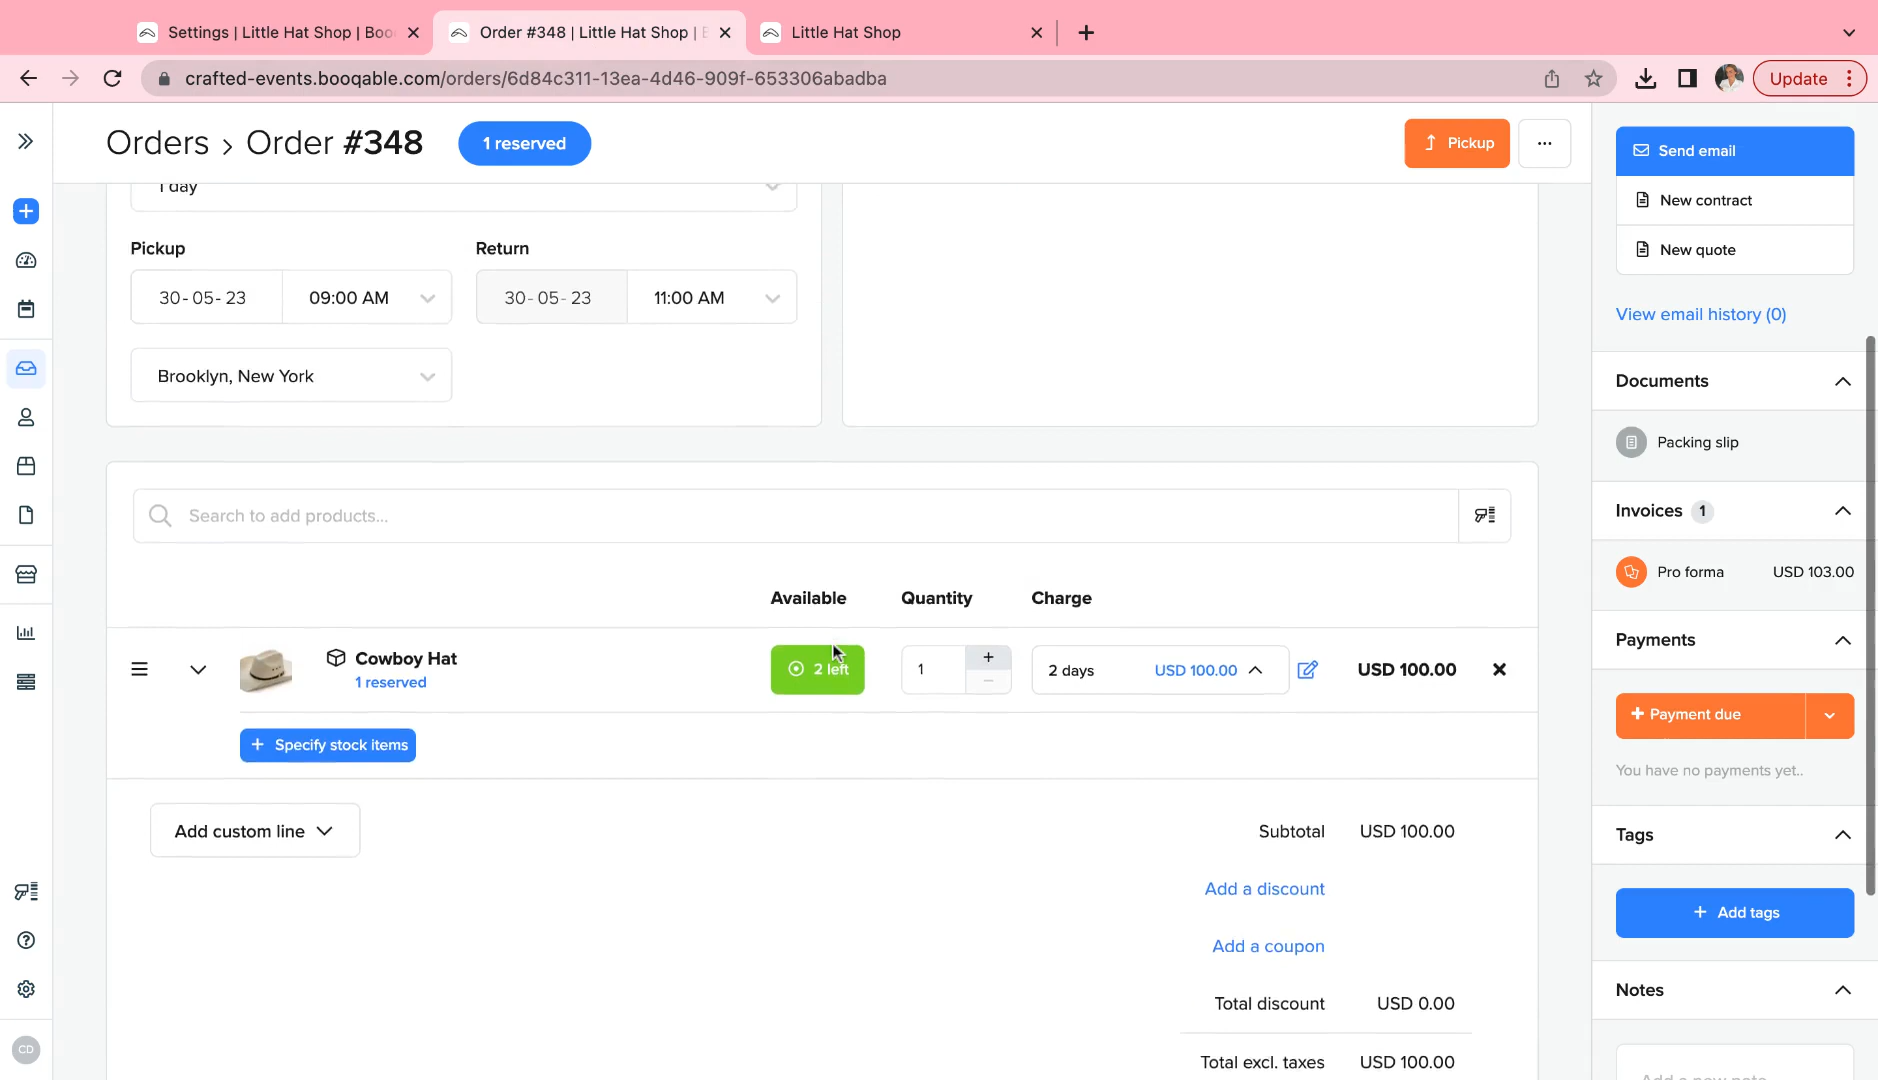 Settings | Little Hat Shop | Boo
Order #348 | Little Hat Shop | B
Little Hat Shop
crafted-events.booqable.com/orders/6d84c311-13ea-4d46-909f-653306abadba
Update
Orders › Order #348
1 reserved
Pickup
...
1 day
Pickup
Return
30-05-23
09:00 AM
30-05-23
11:00 AM
Brooklyn, New York
Search to add products...
Available
Quantity
Charge
Cowboy Hat
1 reserved
2 left
1
+
−
2 days
USD 100.00
USD 100.00
+ Specify stock items
Add custom line
Subtotal
USD 100.00
Add a discount
Add a coupon
Total discount
USD 0.00
Total excl. taxes
USD 100.00
Send email
New contract
New quote
View email history (0)
Documents
Packing slip
Invoices 1
Pro forma
USD 103.00
Payments
+ Payment due
You have no payments yet..
Tags
+ Add tags
Notes
Add a new note
CD